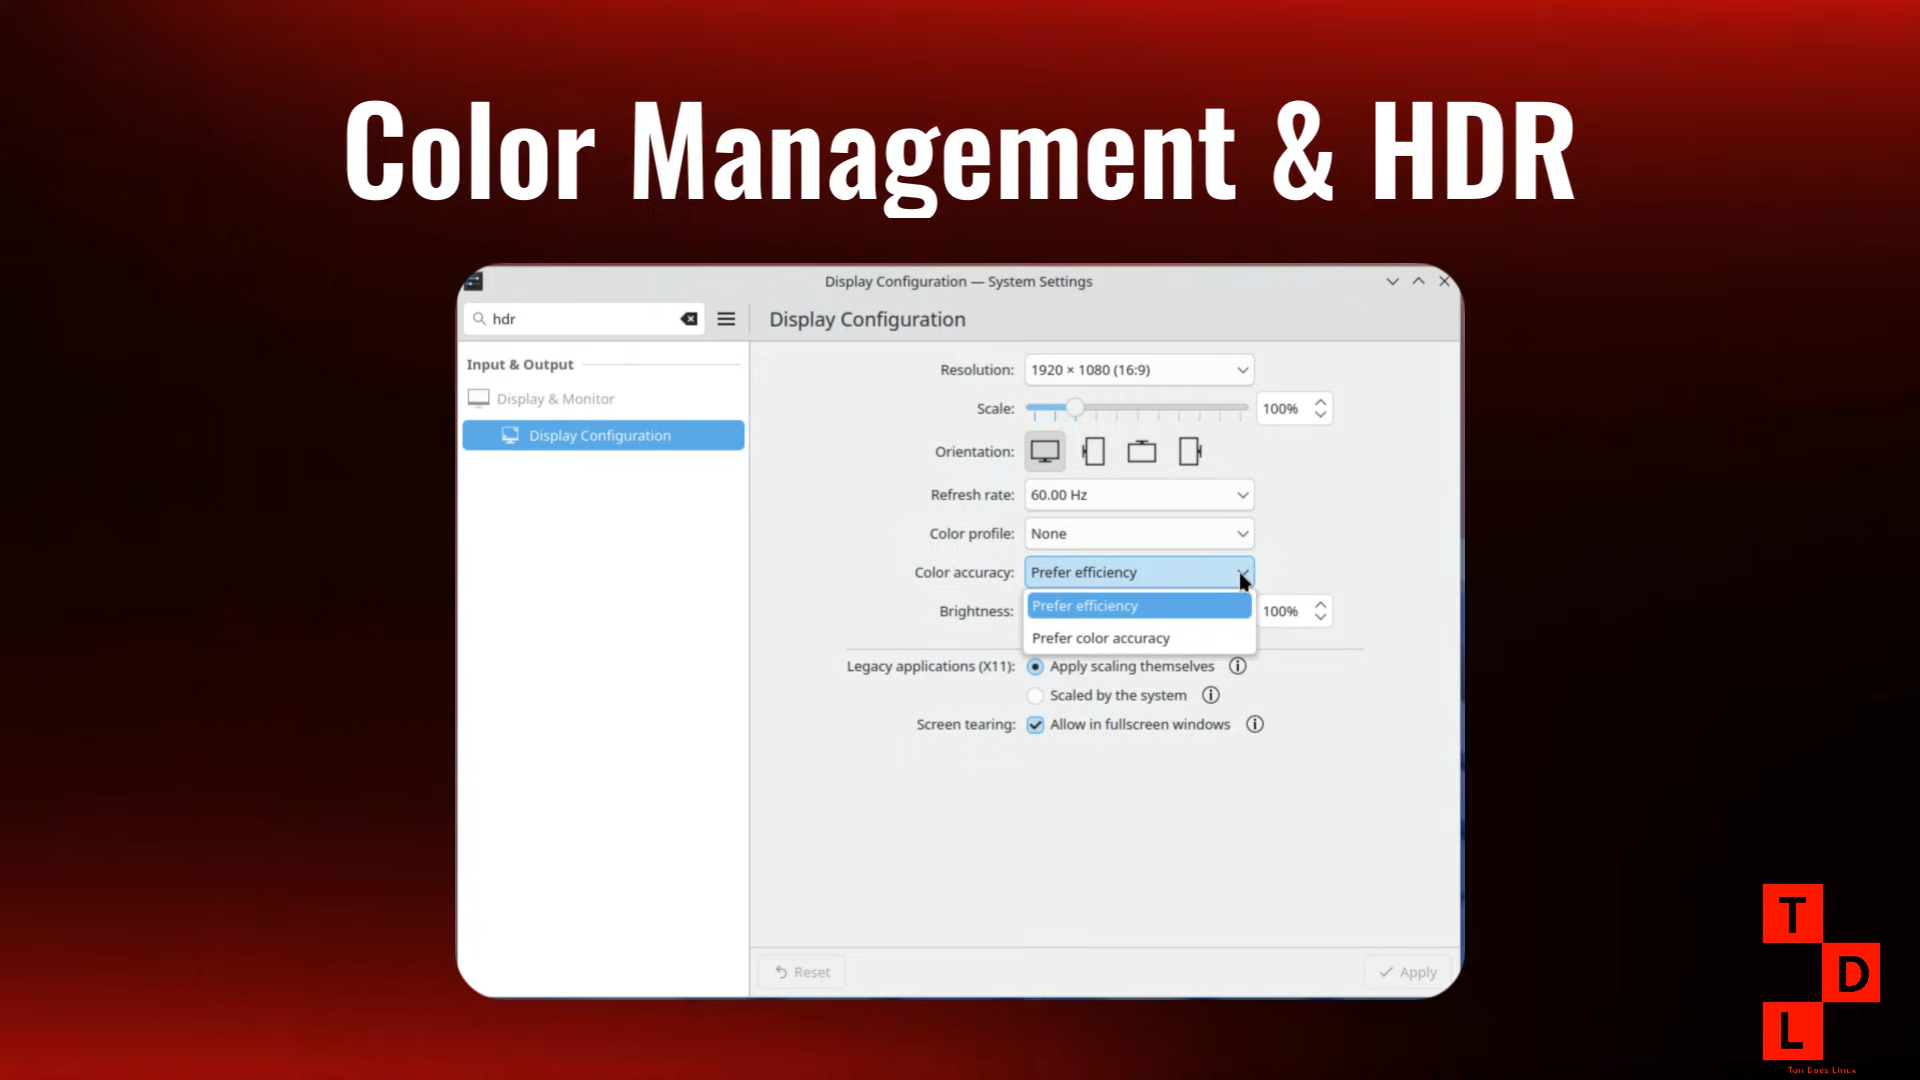 Color Management & HDR
Display Configuration — System Settings
hdr
Display Configuration
Input & Output
Display & Monitor
Display Configuration
Resolution: 1920 × 1080 (16:9)
Scale: 100%
Orientation:
Refresh rate: 60.00 Hz
Color profile: None
Color accuracy: Prefer efficiency
Prefer efficiency
Brightness: 100%
Prefer color accuracy
Legacy applications (X11): Apply scaling themselves
Scaled by the system
Screen tearing: Allow in fullscreen windows
Reset
Apply
T
D
L